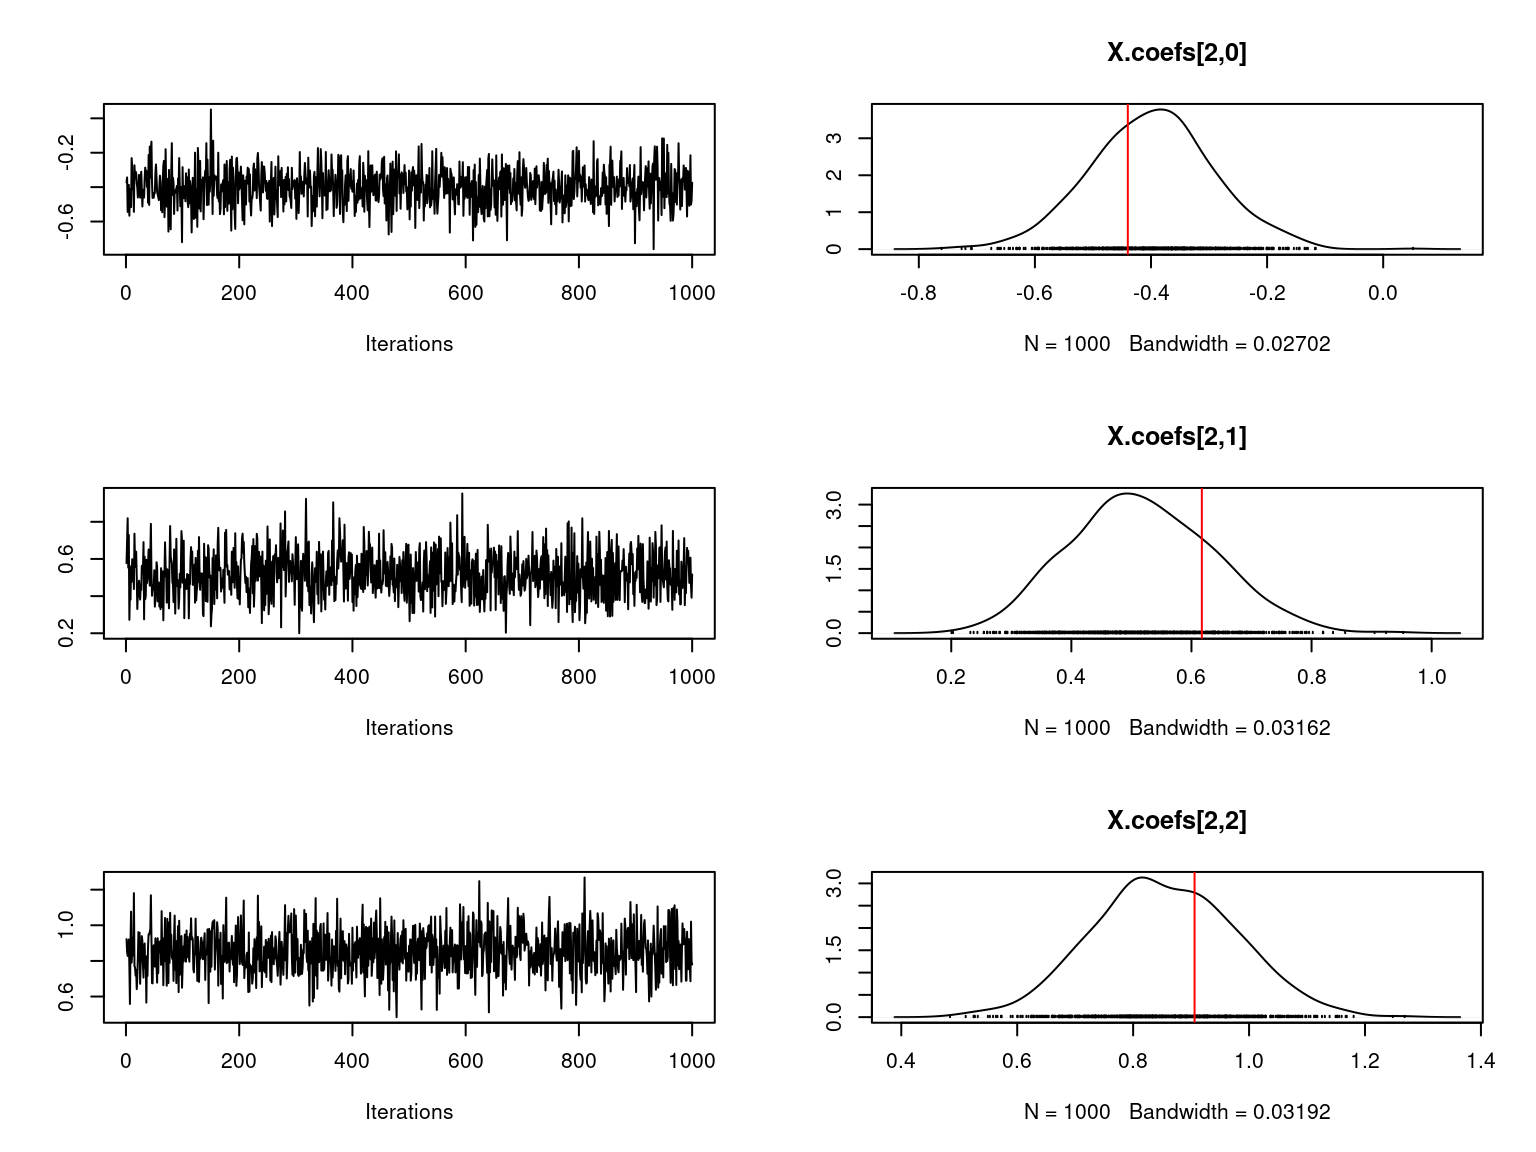 X.coefs[2,0]
-0.6 -0.2
0 200 400 600 800 1000
Iterations
0 1 2 3
-0.8 -0.6 -0.4 -0.2 0.0
N = 1000 Bandwidth = 0.02702
X.coefs[2,1]
0.2 0.6
0 200 400 600 800 1000
Iterations
0.0 1.5 3.0
0.2 0.4 0.6 0.8 1.0
N = 1000 Bandwidth = 0.03162
X.coefs[2,2]
0.6 1.0
0 200 400 600 800 1000
Iterations
0.0 1.5 3.0
0.4 0.6 0.8 1.0 1.2 1.4
N = 1000 Bandwidth = 0.03192